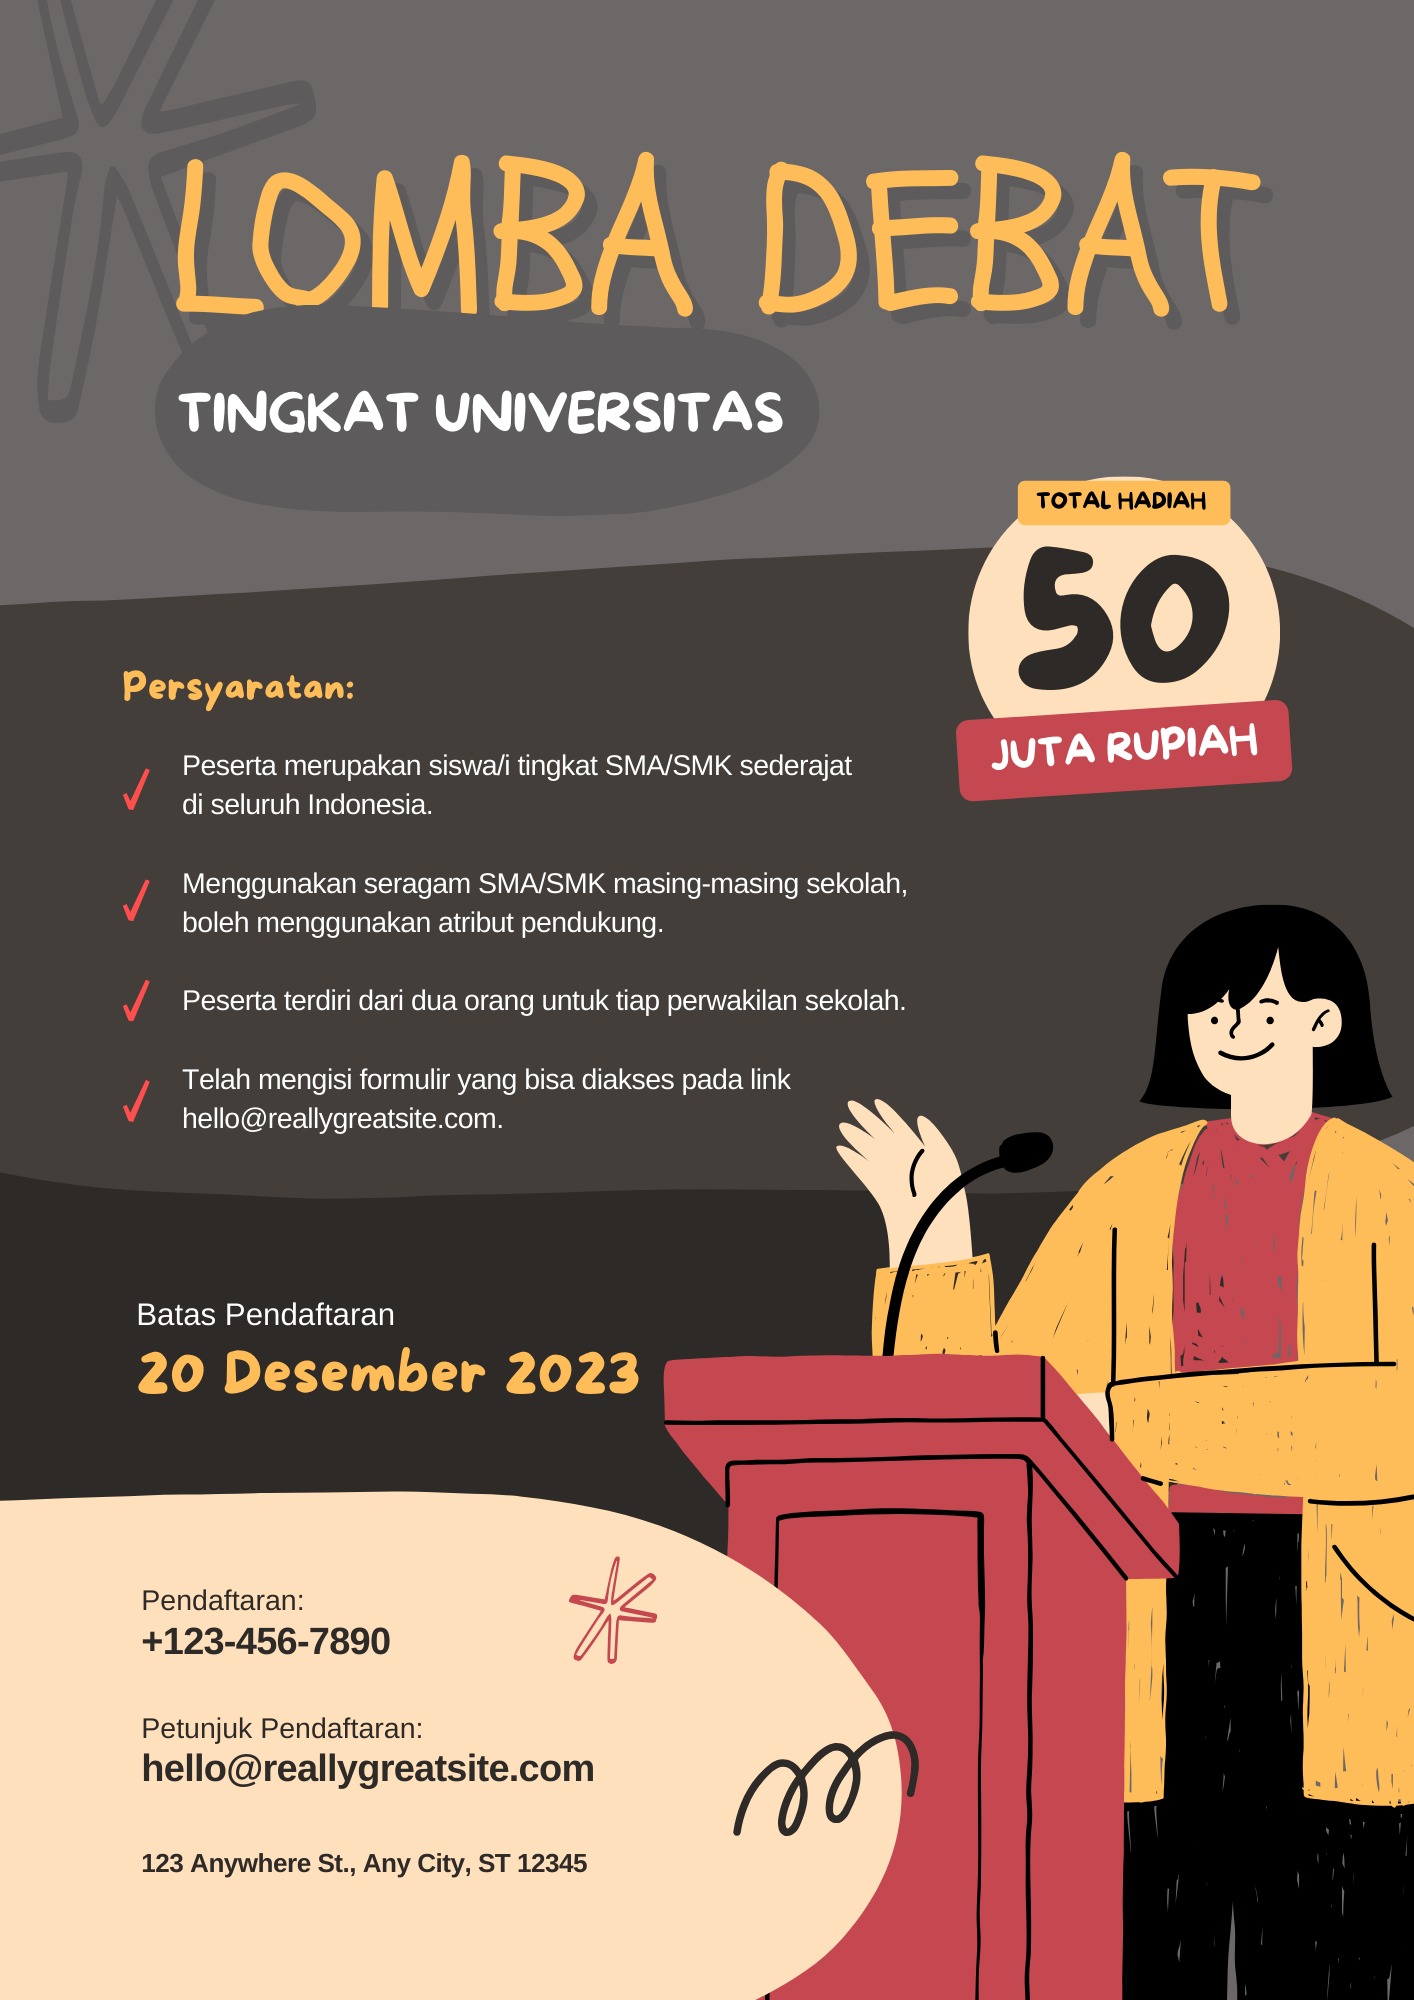 LOMBA DEBAT
TINGKAT UNIVERSITAS
TOTAL HADIAH
50
JUTA RUPIAH
Persyaratan:
Peserta merupakan siswa/i tingkat SMA/SMK sederajat
di seluruh Indonesia.
Menggunakan seragam SMA/SMK masing-masing sekolah,
boleh menggunakan atribut pendukung.
Peserta terdiri dari dua orang untuk tiap perwakilan sekolah.
Telah mengisi formulir yang bisa diakses pada link
hello@reallygreatsite.com.
Batas Pendaftaran
20 Desember 2023
Pendaftaran:
+123-456-7890
Petunjuk Pendaftaran:
hello@reallygreatsite.com
123 Anywhere St., Any City, ST 12345